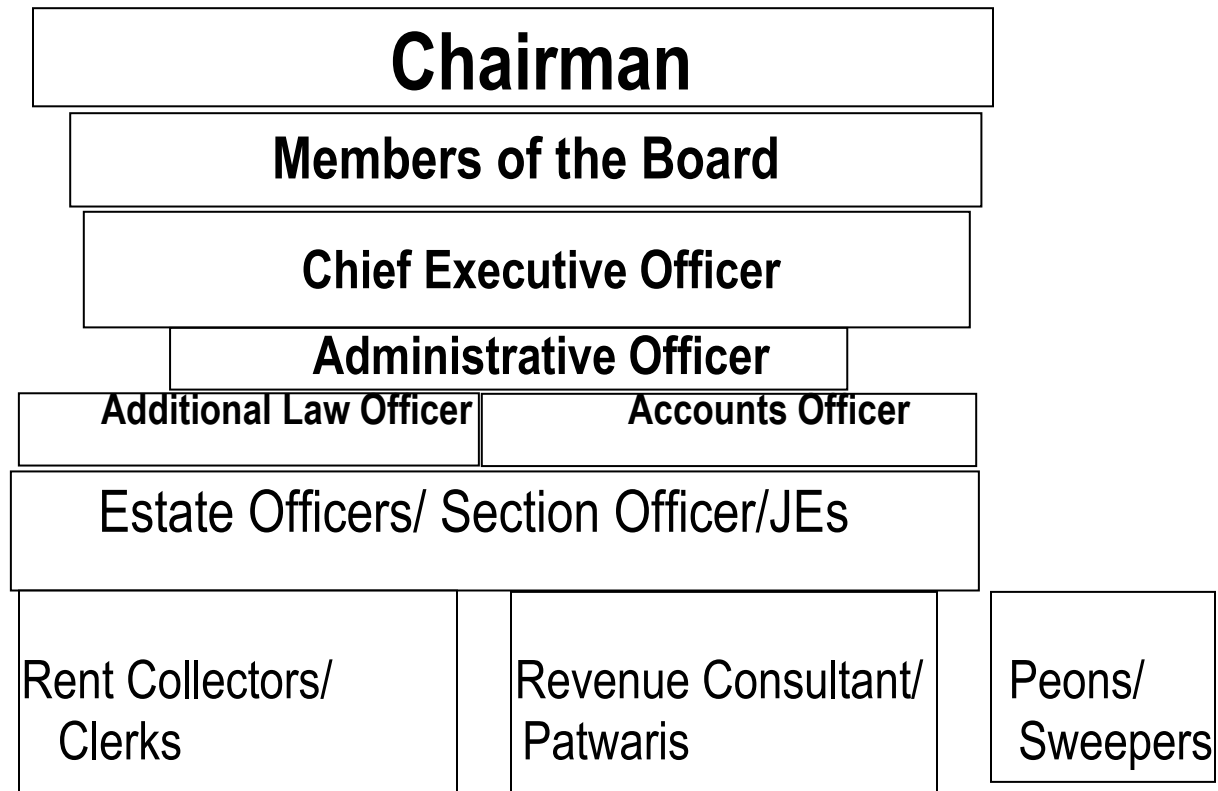 Chairman
Members of the Board
Chief Executive Officer
Administrative Officer
Additional Law Officer
Accounts Officer
Estate Officers/ Section Officer/JEs
Rent Collectors/
Clerks
Revenue Consultant/
Patwaris
Peons/
Sweepers